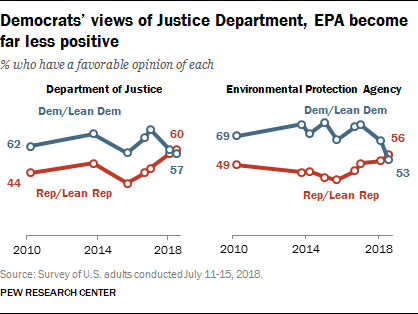 Democrats' views of Justice Department, EPA become
far less positive
% who have a favorable opinion of each
Department of Justice
Dem/Lean Dem
62
60
44
57
Rep/Lean Rep
2010 2014 2018
Environmental Protection Agency
Dem/Lean Dem
69
56
49
53
Rep/Lean Rep
2010 2014 2018
Source: Survey of U.S. adults conducted July 11-15, 2018.
PEW RESEARCH CENTER